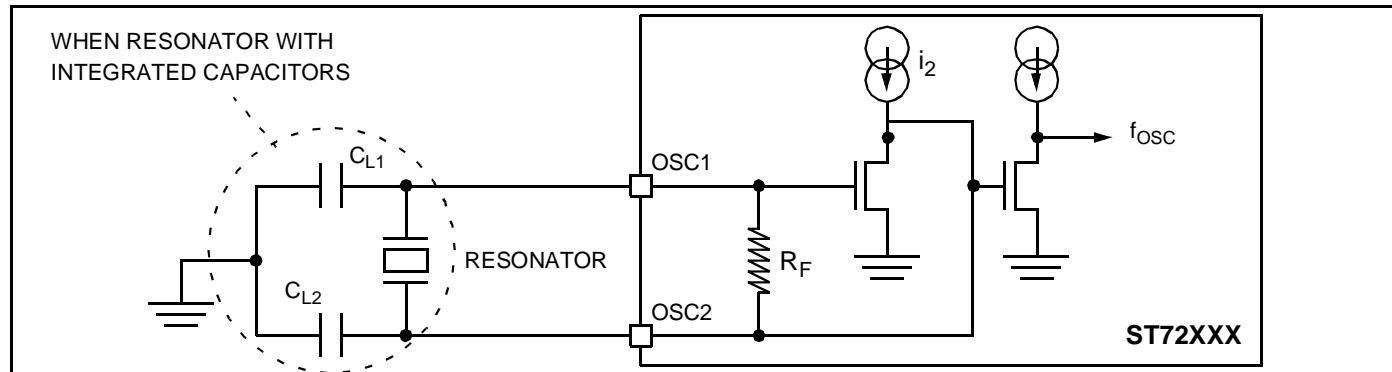 WHEN RESONATOR WITH
INTEGRATED CAPACITORS
i2
fOSC
CL1
OSC1
RESONATOR
RF
CL2
OSC2
ST72XXX